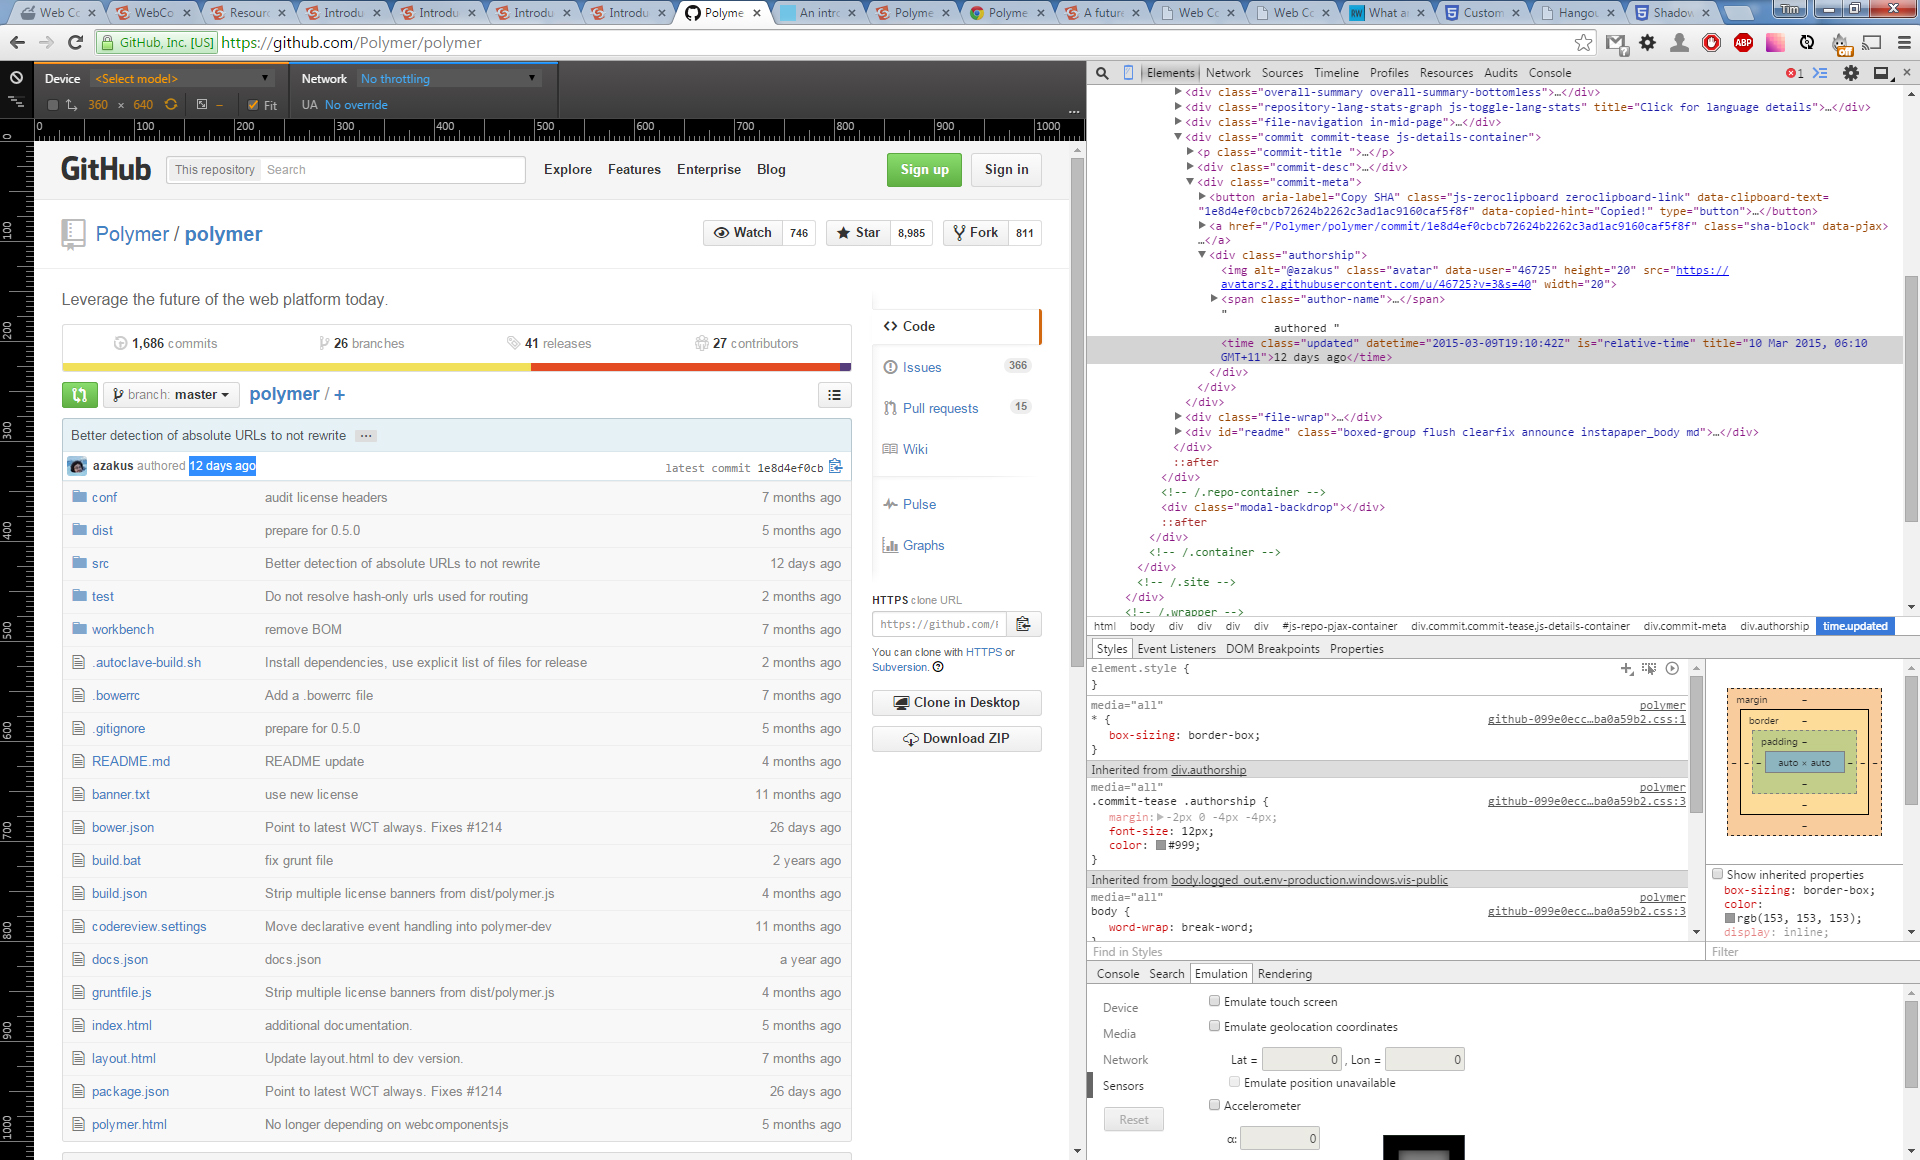 Web Co
WebCo
Resourc
Introdu
Introdu
Introdu
Introdu
Polyme
An intro
Polyme
Polyme
A future
Web Co
Web Co
What a
Custom
Hangou
Shadow
Tim
GitHub, Inc. [US]
https://github.com/Polymer/polymer
ABP
off
Device <Select model>
360 × 640
Fit
Network No throttling
UA No override
...
0 100 200 300 400 500 600 700 800 900 1000
0
100
200
300
400
500
600
700
800
900
1000
GitHub
This repository Search
Explore Features Enterprise Blog
Sign up
Sign in
Polymer / polymer
Watch 746
Star 8,985
Fork 811
Leverage the future of the web platform today.
1,686 commits
26 branches
41 releases
27 contributors
branch: master
polymer / +
Better detection of absolute URLs to not rewrite ...
azakus authored 12 days ago
latest commit 1e8d4ef0cb
conf audit license headers 7 months ago
dist prepare for 0.5.0 5 months ago
src Better detection of absolute URLs to not rewrite 12 days ago
test Do not resolve hash-only urls used for routing 2 months ago
workbench remove BOM 7 months ago
.autoclave-build.sh Install dependencies, use explicit list of files for release 2 months ago
.bowerrc Add a .bowerrc file 7 months ago
.gitignore prepare for 0.5.0 5 months ago
README.md README update 4 months ago
banner.txt use new license 11 months ago
bower.json Point to latest WCT always. Fixes #1214 26 days ago
build.bat fix grunt file 2 years ago
build.json Strip multiple license banners from dist/polymer.js 4 months ago
codereview.settings Move declarative event handling into polymer-dev 11 months ago
docs.json docs.json a year ago
gruntfile.js Strip multiple license banners from dist/polymer.js 4 months ago
index.html additional documentation. 5 months ago
layout.html Update layout.html to dev version. 7 months ago
package.json Point to latest WCT always. Fixes #1214 26 days ago
polymer.html No longer depending on webcomponentsjs 5 months ago
Code
Issues 366
Pull requests 15
Wiki
Pulse
Graphs
HTTPS clone URL
https://github.com/F
You can clone with HTTPS or
Subversion.
Clone in Desktop
Download ZIP
Elements Network Sources Timeline Profiles Resources Audits Console
1
<div class="overall-summary overall-summary-bottomless">…</div>
<div class="repository-lang-stats-graph js-toggle-lang-stats" title="Click for language details">…</div>
<div class="file-navigation in-mid-page">…</div>
<div class="commit commit-tease js-details-container">
<p class="commit-title ">…</p>
<div class="commit-desc">…</div>
<div class="commit-meta">
<button aria-label="Copy SHA" class="js-zeroclipboard zeroclipboard-link" data-clipboard-text=
"1e8d4ef0cbcb72624b2262c3ad1ac9160caf5f8f" data-copied-hint="Copied!" type="button">…</button>
<a href="/Polymer/polymer/commit/1e8d4ef0cbcb72624b2262c3ad1ac9160caf5f8f" class="sha-block" data-pjax>
…</a>
<div class="authorship">
<img alt="@azakus" class="avatar" data-user="46725" height="20" src="https://
avatars2.githubusercontent.com/u/46725?v=3&s=40" width="20">
<span class="author-name">…</span>
"
authored "
<time class="updated" datetime="2015-03-09T19:10:42Z" is="relative-time" title="10 Mar 2015, 06:10
GMT+11">12 days ago</time>
</div>
</div>
</div>
<div class="file-wrap">…</div>
<div id="readme" class="boxed-group flush clearfix announce instapaper_body md">…</div>
</div>
::after
</div>
<!-- /.repo-container -->
<div class="modal-backdrop"></div>
::after
</div>
<!-- /.container -->
</div>
<!-- /.site -->
</div>
<!-- /.wrapper -->
html body div div div div #js-repo-pjax-container div.commit.commit-tease.js-details-container div.commit-meta div.authorship time.updated
Styles Event Listeners DOM Breakpoints Properties
element.style {
}
media="all" polymer
* { github-099e0ecc…ba0a59b2.css:1
box-sizing: border-box;
}
Inherited from div.authorship
media="all" polymer
.commit-tease .authorship { github-099e0ecc…ba0a59b2.css:3
margin: -2px 0 -4px -4px;
font-size: 12px;
color: #999;
}
Inherited from body.logged_out.env-production.windows.vis-public
media="all" polymer
body { github-099e0ecc…ba0a59b2.css:3
word-wrap: break-word;
}
Find in Styles
margin –
border –
padding –
– – – auto × auto – – –
–
–
–
Show inherited properties
box-sizing: border-box;
color:
rgb(153, 153, 153);
display: inline;
Filter
Console Search Emulation Rendering
Device
Media
Network
Sensors
Reset
Emulate touch screen
Emulate geolocation coordinates
Lat = 0 , Lon = 0
Emulate position unavailable
Accelerometer
α: 0